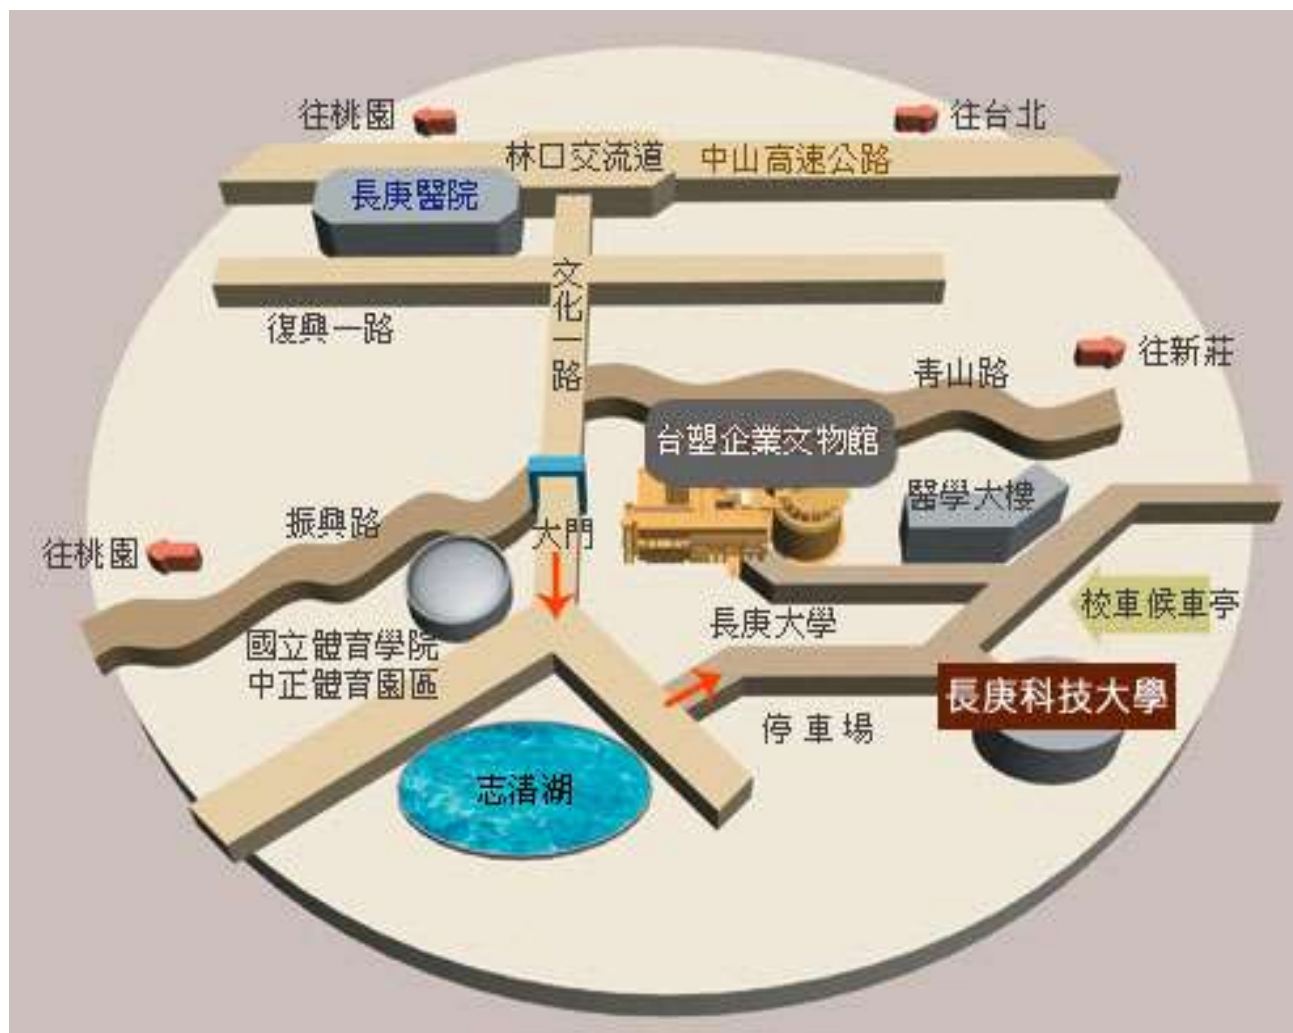 往桃園
往台北
林口交流道
中山高速公路
長庚醫院
文化一路
復興一路
往新莊
青山路
台塑企業文物館
醫學大樓
振興路
大門
往桃園
校車候車亭
長庚大學
國立體育學院
中正體育園區
長庚科技大學
停車場
志清湖